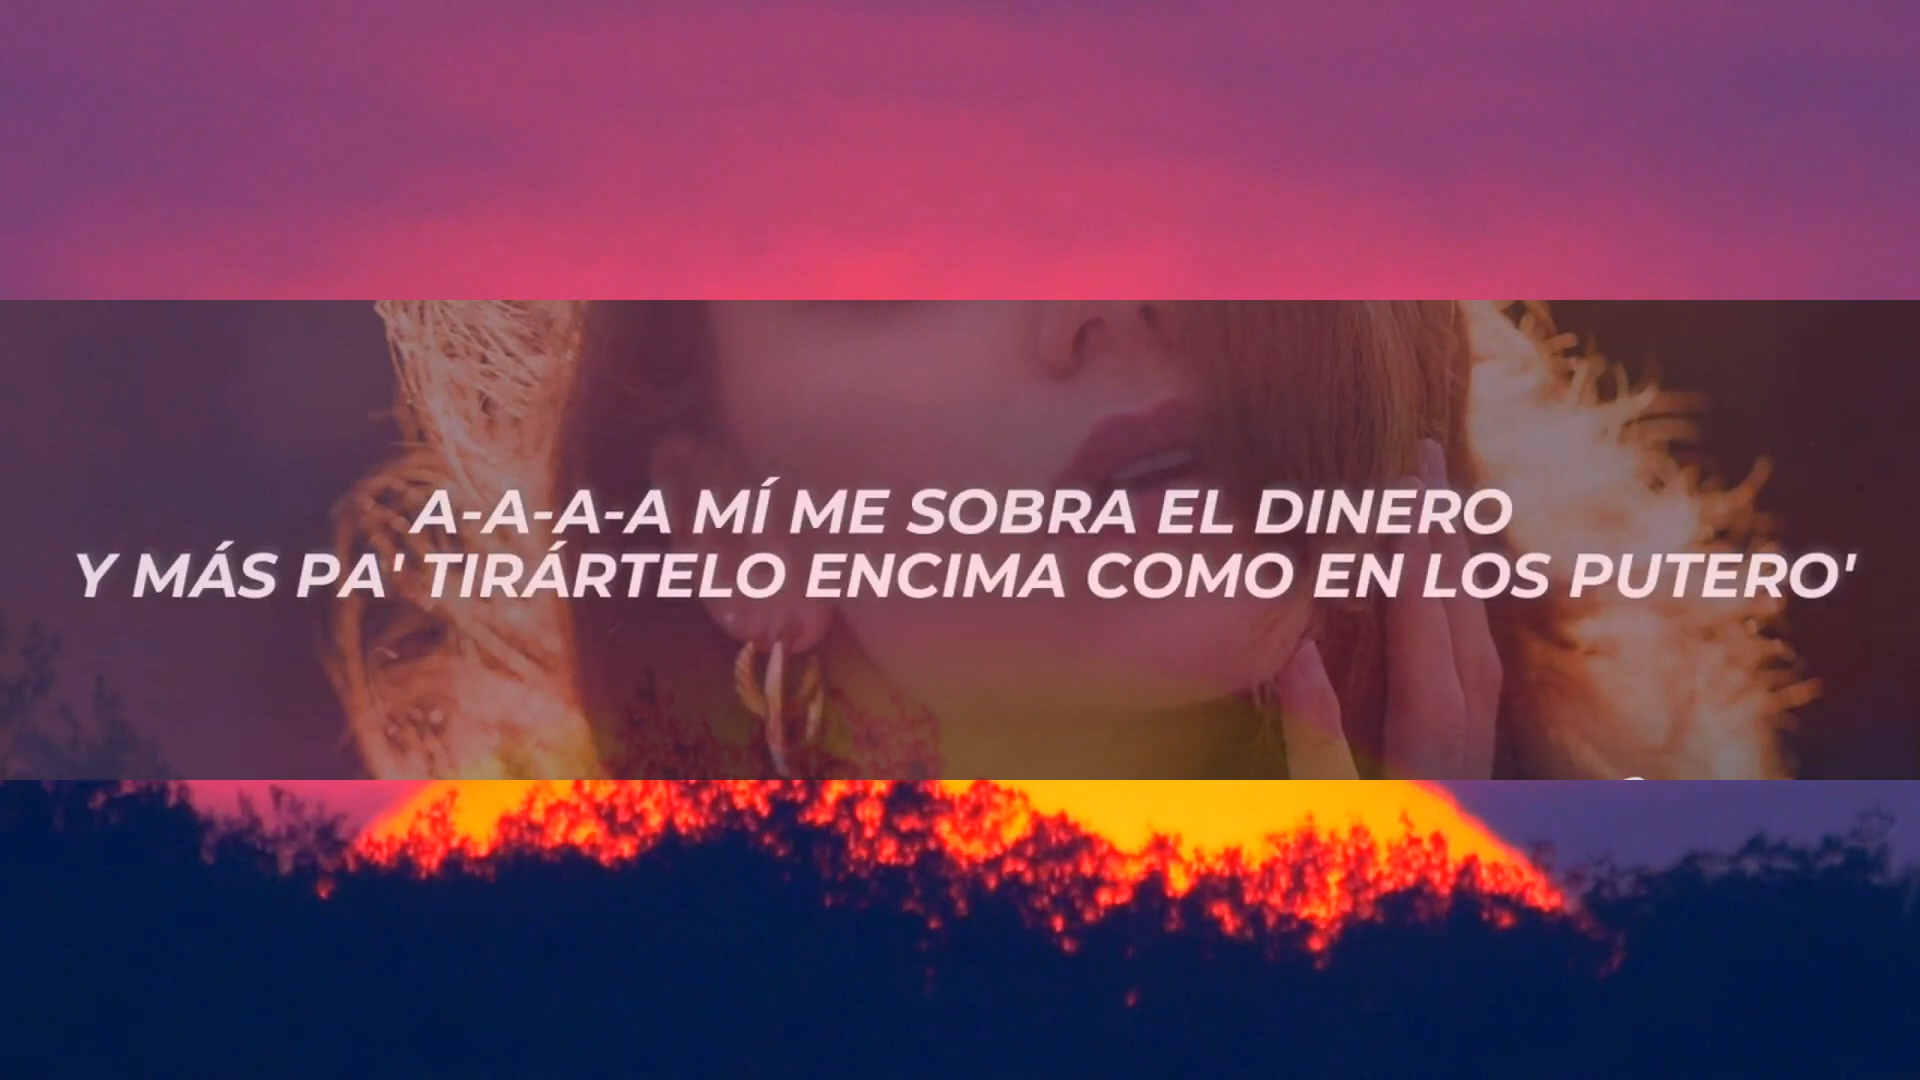 A-A-A-A MÍ ME SOBRA EL DINERO
Y MÁS PA' TIRÁRTELO ENCIMA COMO EN LOS PUTERO'